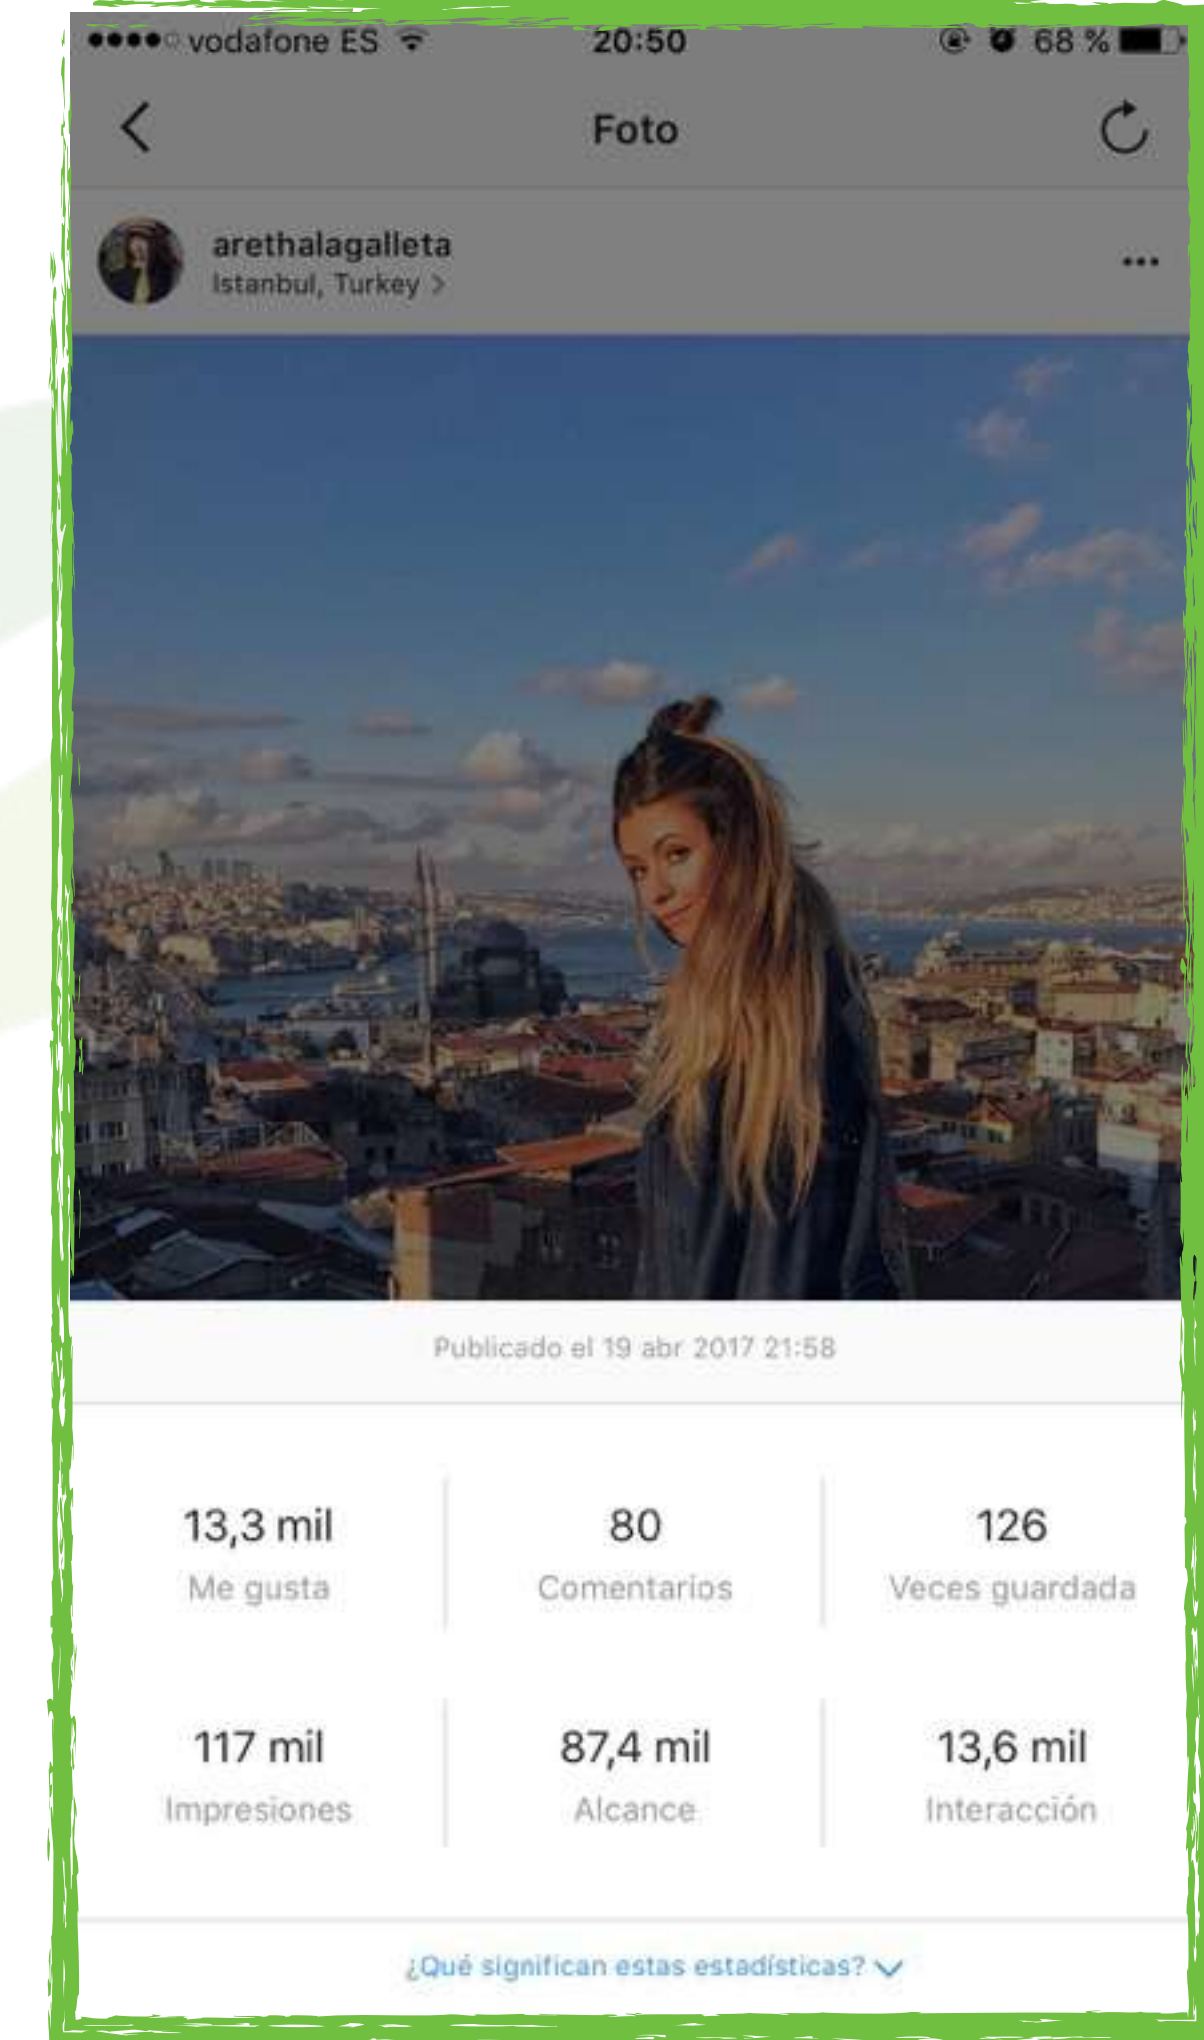 vodafone ES 20:50 68 %
Foto
arethalagalleta
Istanbul, Turkey >
Publicado el 19 abr 2017 21:58
13,3 mil 80 126
Me gusta Comentarios Veces guardada
117 mil 87,4 mil 13,6 mil
Impresiones Alcance Interacción
¿Qué significan estas estadísticas?